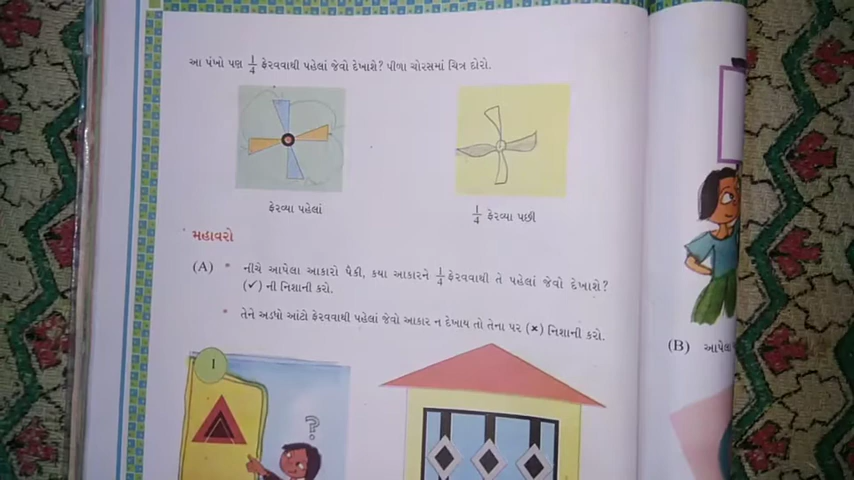 આ પંખો પણ 1/4 ફેરવવાથી પહેલાં જેવો દેખાશે? પીળા ચોરસમાં ચિત્ર દોરો.
ફેરવ્યા પહેલાં
1/4 ફેરવ્યા પછી
મહાવરો
(A) * નીચે આપેલા આકારો પૈકી, કયા આકારને 1/4 ફેરવવાથી તે પહેલાં જેવો દેખાશે?
(✓) ની નિશાની કરો.
* તેને અડધો આંટો ફેરવવાથી પહેલાં જેવો આકાર ન દેખાય તો તેના પર (×) નિશાની કરો.
1
?
(B) આપેલા